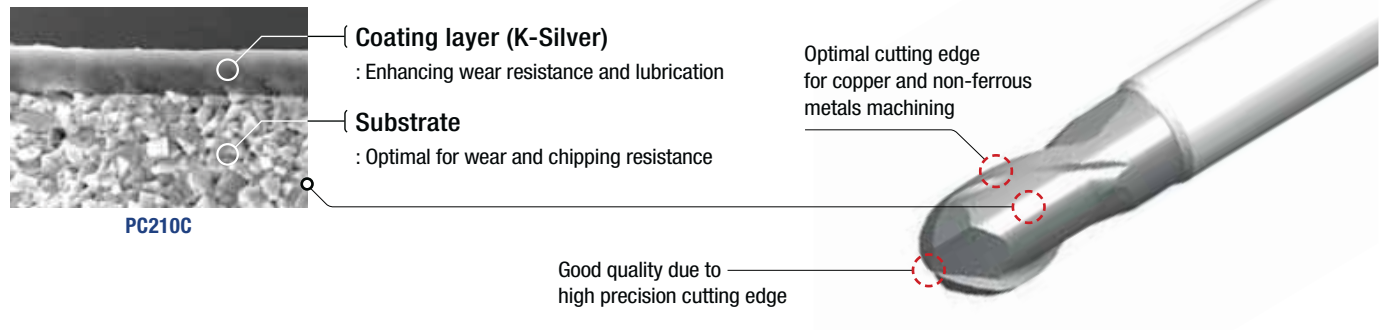 Coating layer (K-Silver)
: Enhancing wear resistance and lubrication
Substrate
: Optimal for wear and chipping resistance
PC210C
Optimal cutting edge
for copper and non-ferrous
metals machining
Good quality due to
high precision cutting edge